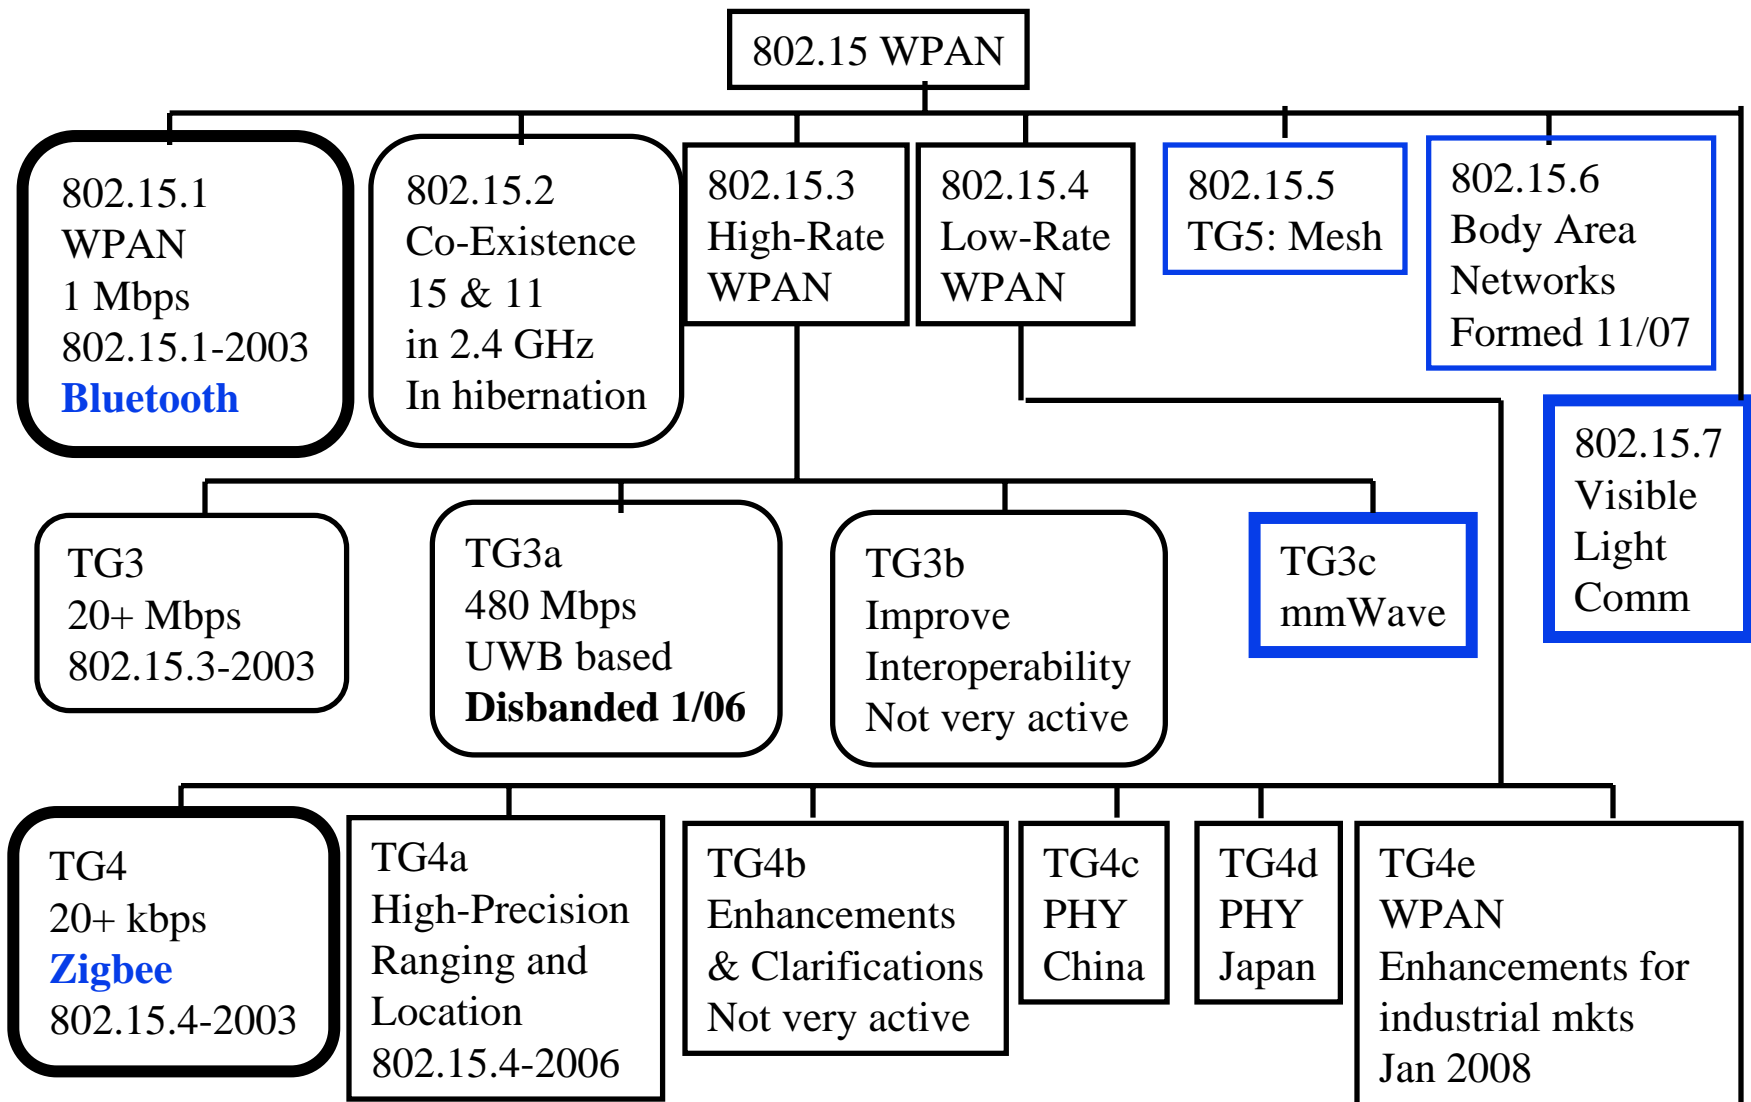 802.15 WPAN
802.15.1
WPAN
1 Mbps
802.15.1-2003
Bluetooth
802.15.2
Co-Existence
15 & 11
in 2.4 GHz
In hibernation
802.15.3
High-Rate
WPAN
802.15.4
Low-Rate
WPAN
802.15.5
TG5: Mesh
802.15.6
Body Area
Networks
Formed 11/07
802.15.7
Visible
Light
Comm
TG3
20+ Mbps
802.15.3-2003
TG3a
480 Mbps
UWB based
Disbanded 1/06
TG3b
Improve
Interoperability
Not very active
TG3c
mmWave
TG4
20+ kbps
Zigbee
802.15.4-2003
TG4a
High-Precision
Ranging and
Location
802.15.4-2006
TG4b
Enhancements
& Clarifications
Not very active
TG4c
PHY
China
TG4d
PHY
Japan
TG4e
WPAN
Enhancements for
industrial mkts
Jan 2008